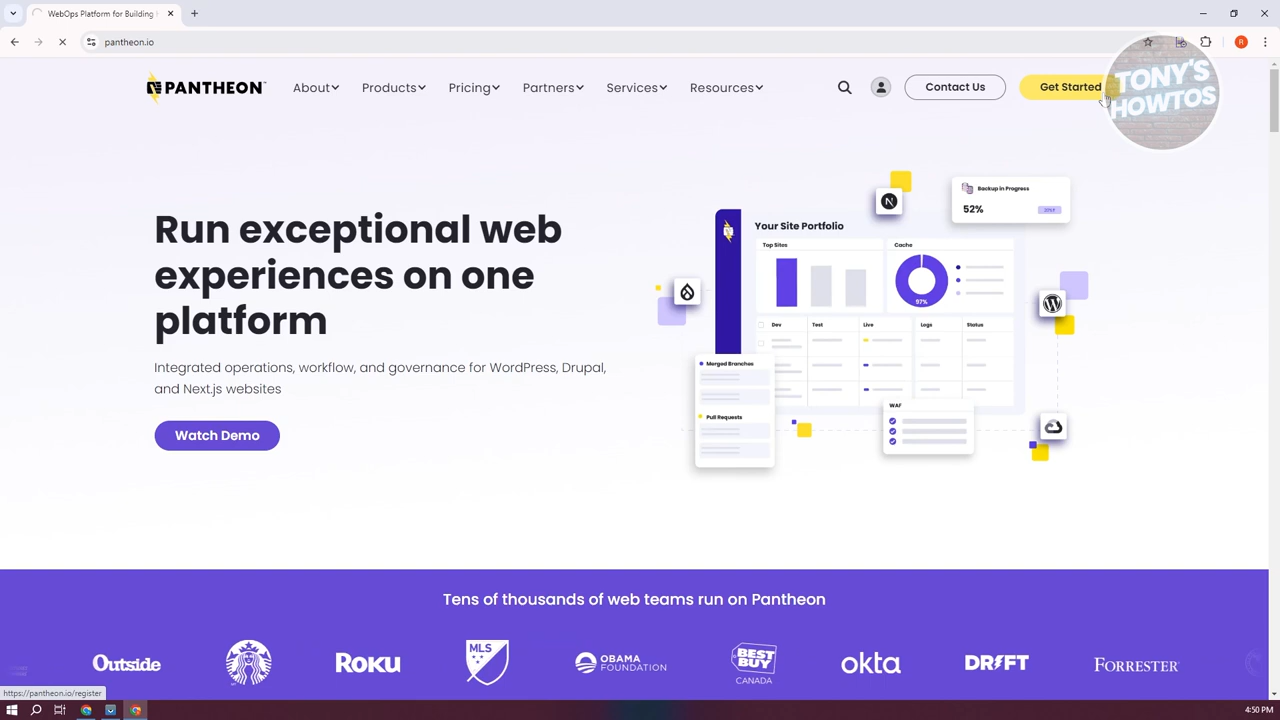 WebOps Platform for Building
pantheon.io
R
TONY'S
HOWTOS
PANTHEON
About
Products
Pricing
Partners
Services
Resources
Contact Us
Get Started
Run exceptional web
experiences on one
platform
Integrated operations, workflow, and governance for WordPress, Drupal,
and Next.js websites
Watch Demo
Backup in Progress
52%
Your Site Portfolio
Top Sites
Cache
97%
Dev
Test
Live
Logs
Status
Merged Branches
Pull Requests
WAF
Tens of thousands of web teams run on Pantheon
Outside
Roku
MLS
OBAMA
FOUNDATION
BEST
BUY
CANADA
okta
DRIFT
FORRESTER
https://pantheon.io/register
4:50 PM